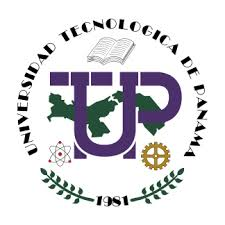 UNIVERSIDAD TECNOLOGICA DE PANAMA
UTP
1981